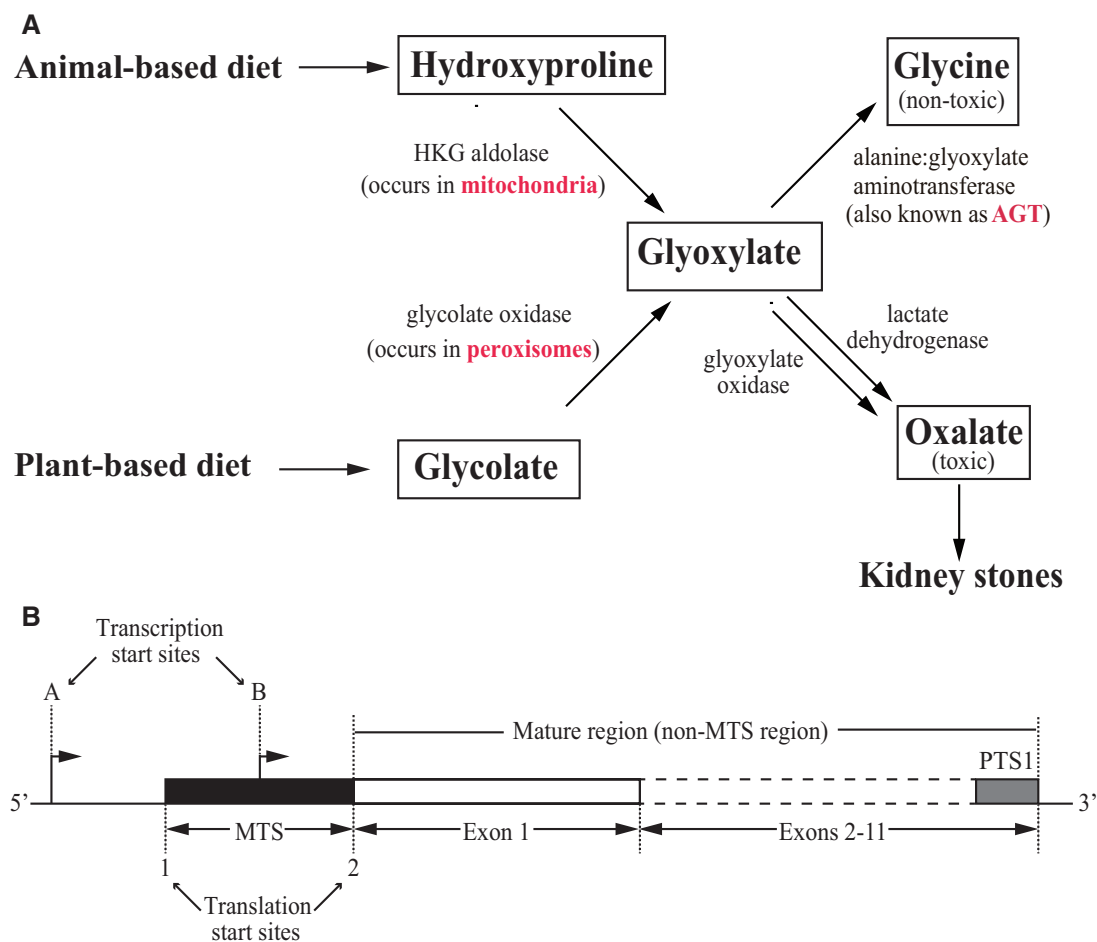 A
Animal-based diet
Hydroxyproline
Glycine
(non-toxic)
HKG aldolase
(occurs in mitochondria)
alanine:glyoxylate
aminotransferase
(also known as AGT)
Glyoxylate
glycolate oxidase
(occurs in peroxisomes)
lactate
dehydrogenase
glyoxylate
oxidase
Plant-based diet
Glycolate
Oxalate
(toxic)
Kidney stones
B
Transcription
start sites
A
B
Mature region (non-MTS region)
PTS1
5’
3’
MTS
Exon 1
Exons 2-11
1
2
Translation
start sites